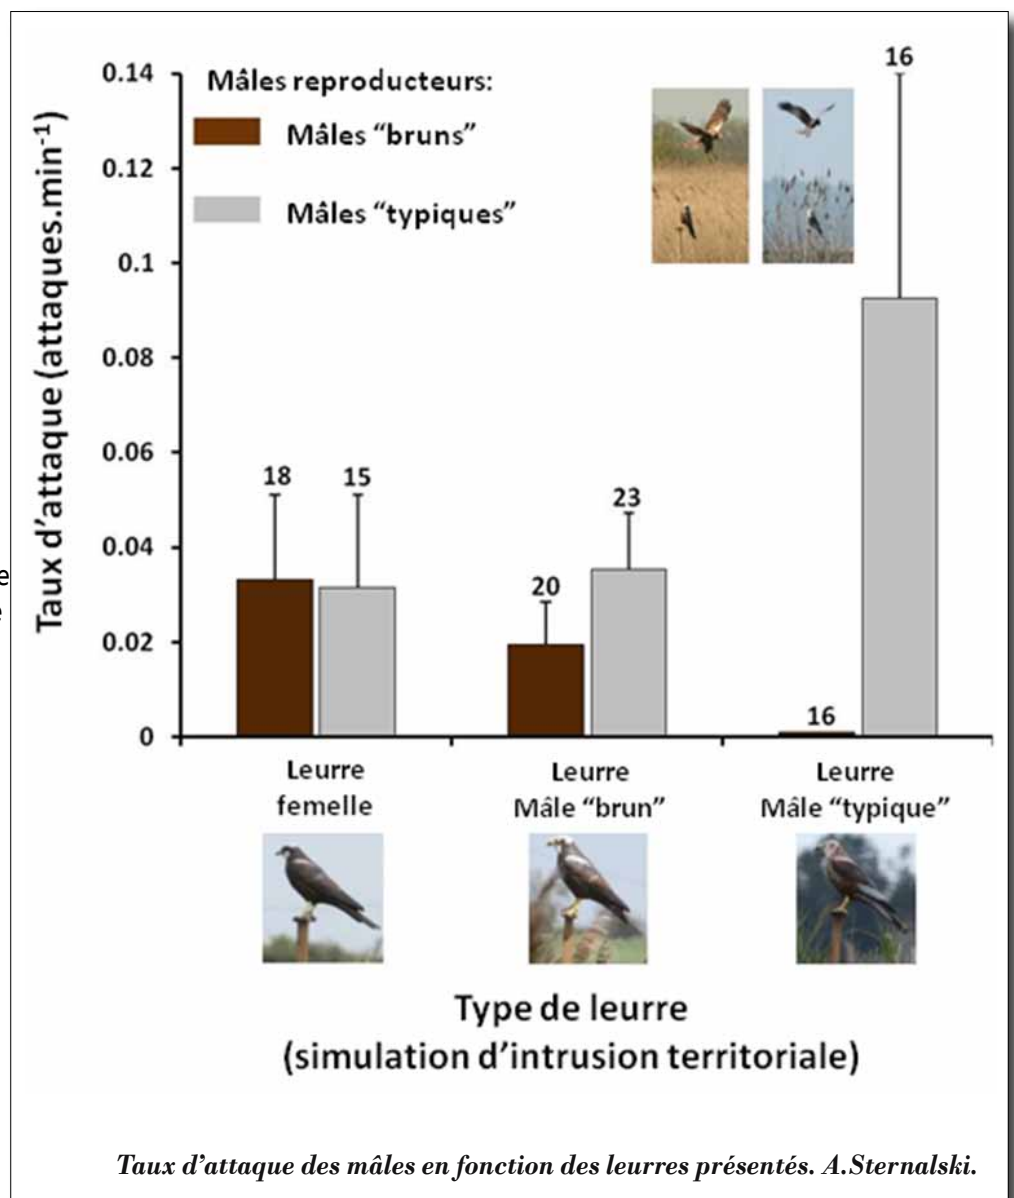 Mâles reproducteurs:
Mâles “bruns”
Mâles “typiques”
Taux d’attaque (attaques.min-1)
0.14
0.12
0.1
0.08
0.06
0.04
0.02
0
18
15
20
23
16
16
Leurre
femelle
Leurre
Mâle “brun”
Leurre
Mâle “typique”
Type de leurre
(simulation d’intrusion territoriale)
Taux d’attaque des mâles en fonction des leurres présentés. A.Sternalski.